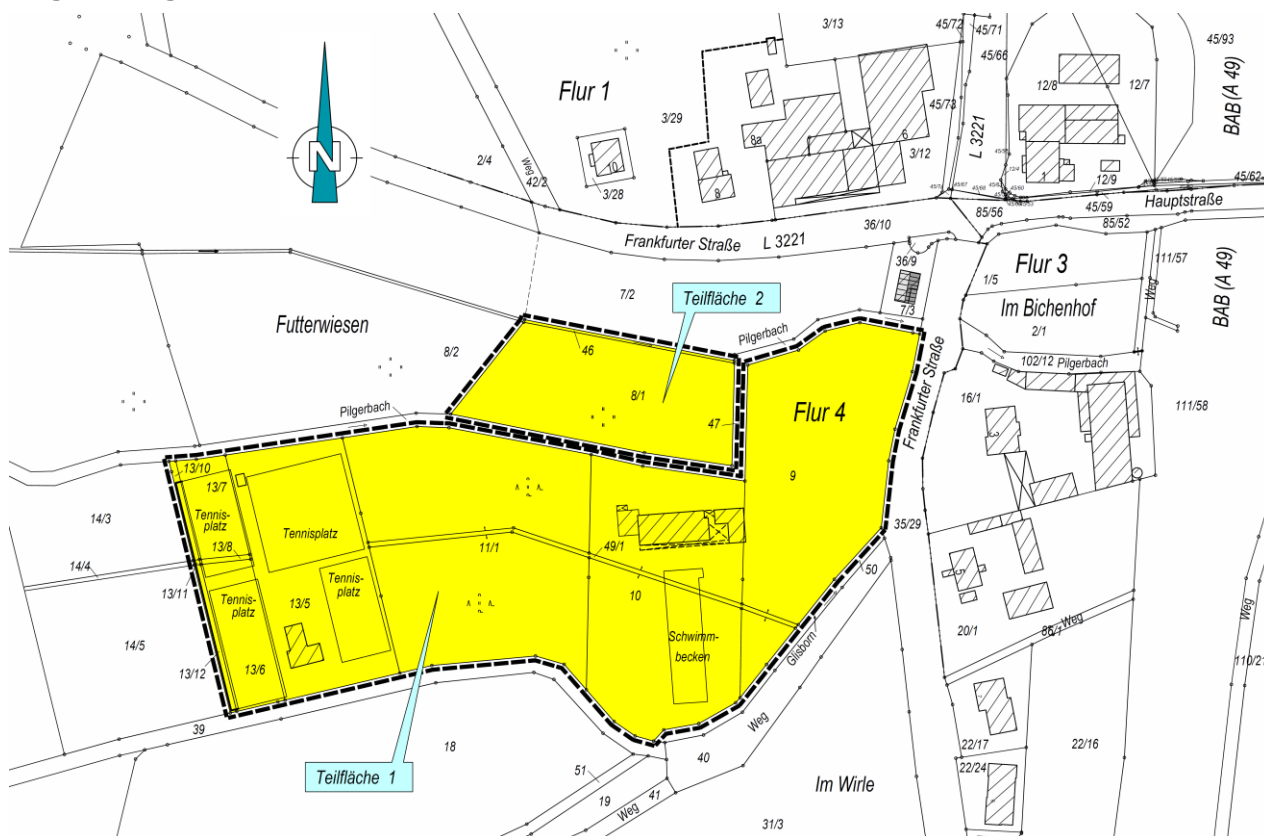 3/13
45/72
45/71
45/66
45/93
Flur 1
12/8
12/7
BAB (A 49)
3/29
45/73
L 3221
8a
6
2/4
Weg
42/2
10
3/28
8
3/12
1
12/9
45/62
Hauptstraße
45/59
36/10
85/56
85/52
Frankfurter Straße L 3221
N
36/9
Flur 3
111/57
1/5
Weg
BAB (A 49)
7/2
Teilfläche 2
7/3
Im Bichenhof
2/1
Futterwiesen
46
Pilgerbach
8/2
102/12 Pilgerbach
8/1
Frankfurter Straße
16/1
111/58
Pilgerbach
47
Flur 4
3
13/10
9
13/7
14/3
Tennis-
platz
Tennisplatz
35/29
13/8
11/1
49/1
14/4
50
5
13/11
Tennis-
platz
10
Tennis-
platz
13/5
Glisborn
20/1
86/1
Weg
Weg
14/5
Schwimm-
becken
13/12
13/6
110/21
39
Weg
18
40
22/17
22/16
Teilfläche 1
51
22/24
Im Wirle
19
41
Weg
31/3